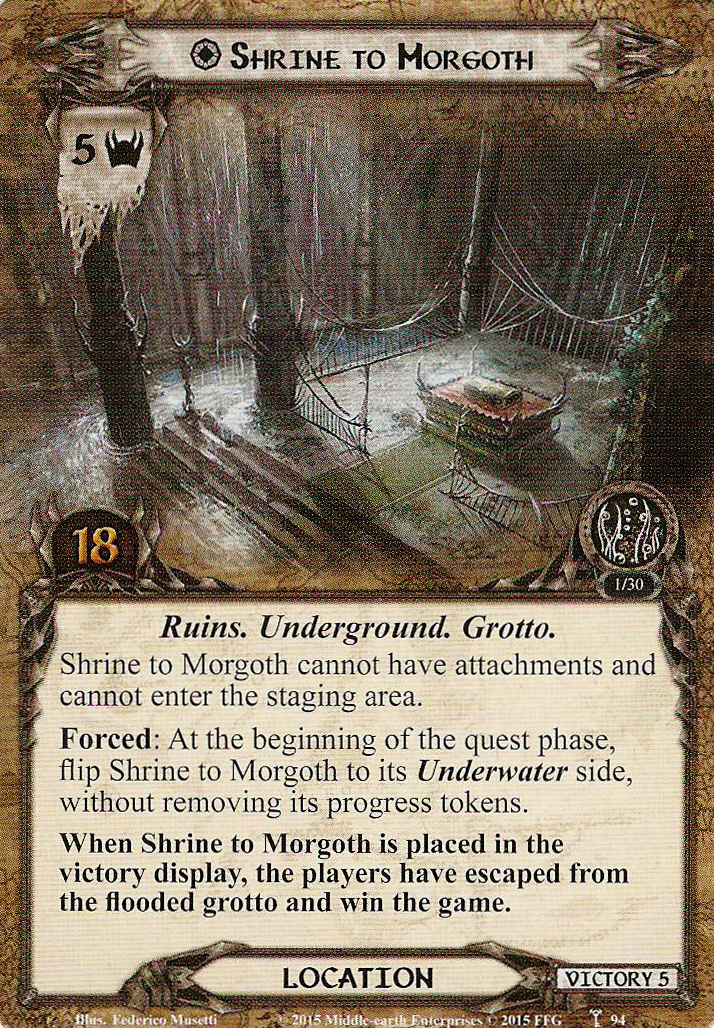 SHRINE TO MORGOTH
5
18
1/30
Ruins. Underground. Grotto.
Shrine to Morgoth cannot have attachments and
cannot enter the staging area.
Forced: At the beginning of the quest phase,
flip Shrine to Morgoth to its Underwater side,
without removing its progress tokens.
When Shrine to Morgoth is placed in the
victory display, the players have escaped from
the flooded grotto and win the game.
LOCATION
VICTORY 5
Illus. Federico Musetti
© 2015 Middle-earth Enterprises © 2015 FFG
94